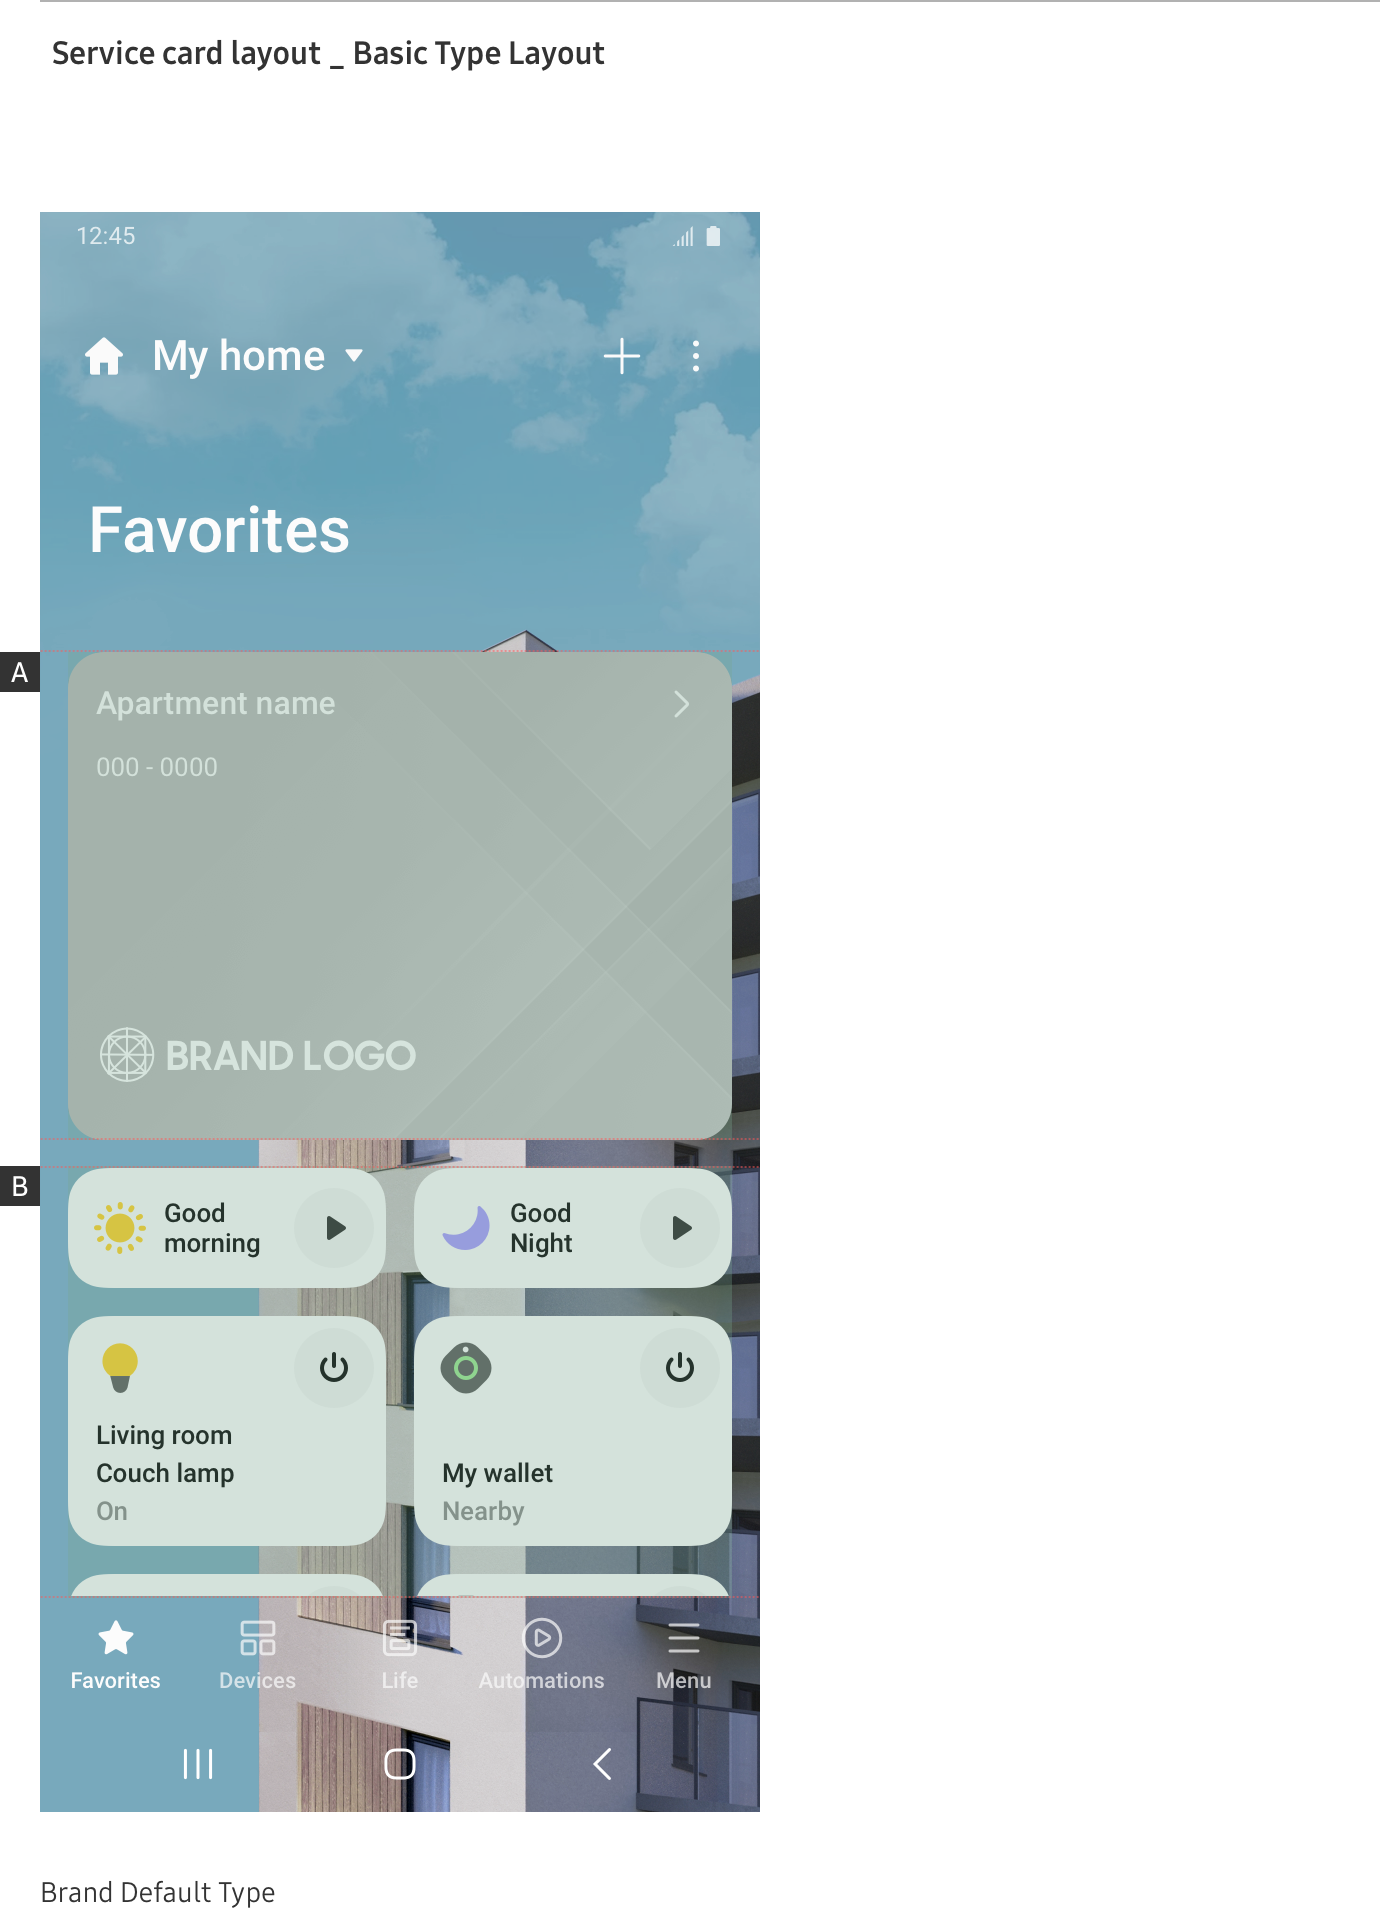 Service card layout _ Basic Type Layout
12:45
My home
Favorites
A
Apartment name
000 - 0000
BRAND LOGO
B
Good
morning
Good
Night
Living room
Couch lamp
On
My wallet
Nearby
Favorites
Devices
Life
Automations
Menu
Brand Default Type